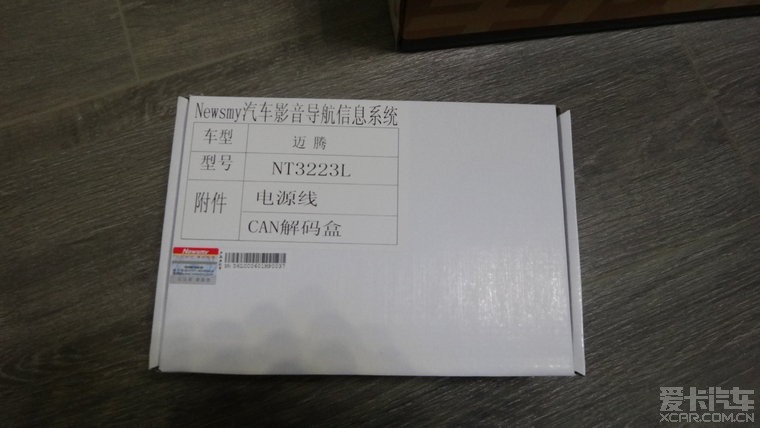 Newsmy汽车影音导航信息系统
车型 迈腾
型号 NT3223L
附件 电源线
CAN解码盒
Newsmy
爱卡汽车
XCAR.COM.CN